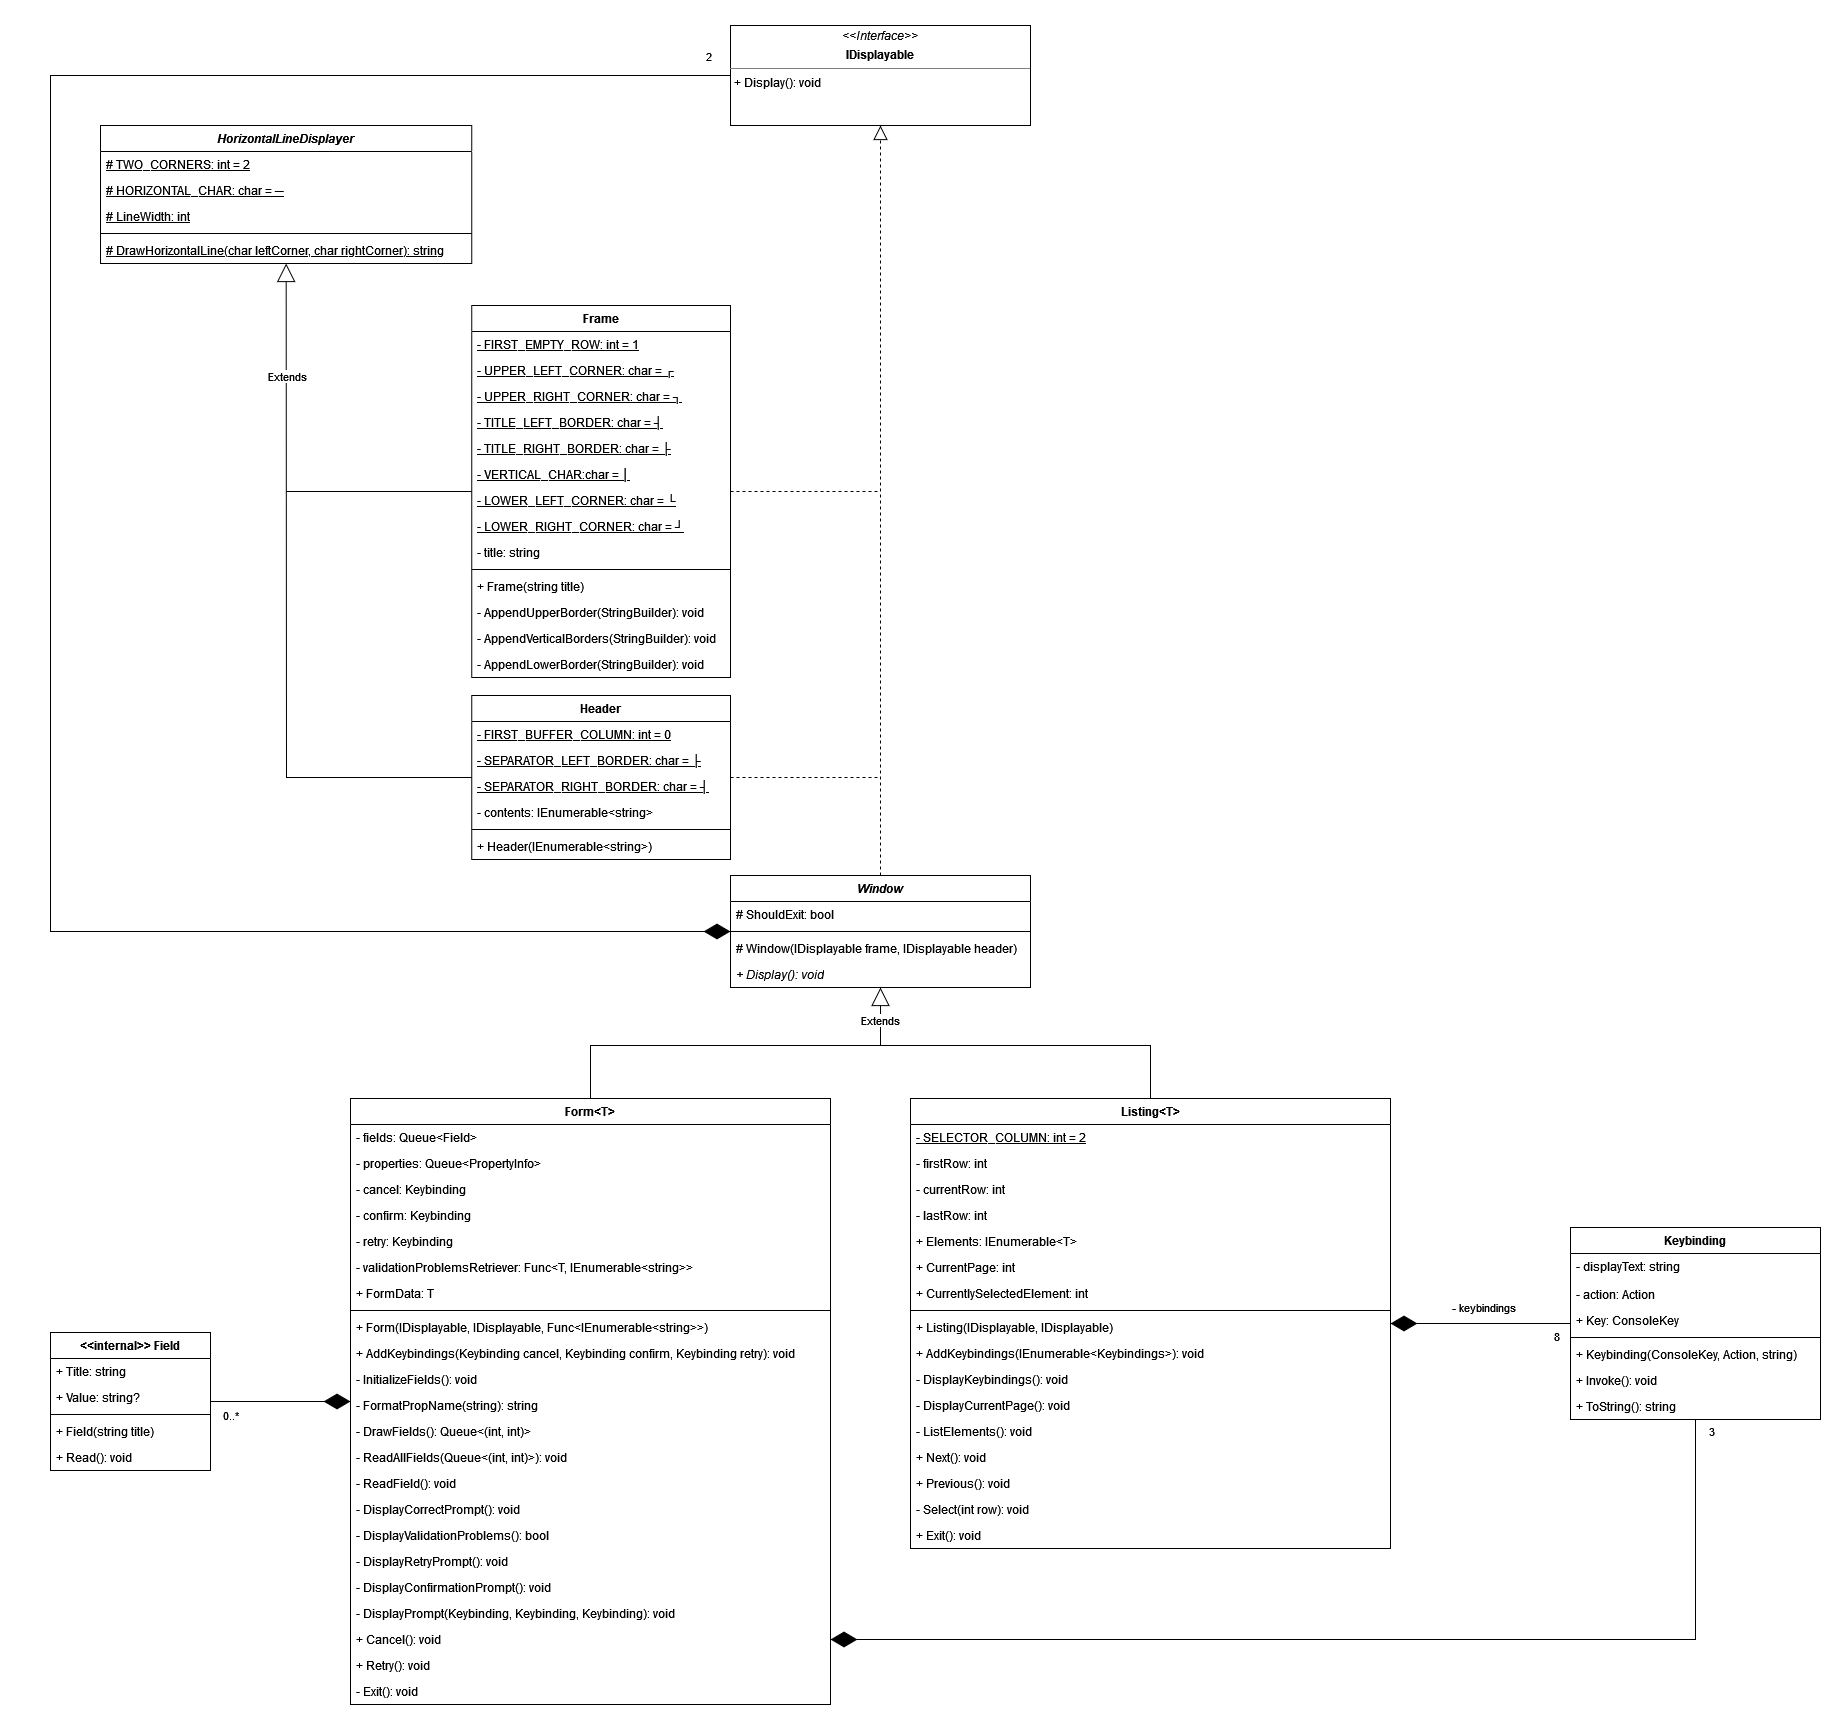 <<Interface>>
IDisplayable
2
+ Display(): void
HorizontalLineDisplayer
# TWO_CORNERS: int = 2
# HORIZONTAL_CHAR: char = ─
# LineWidth: int
# DrawHorizontalLine(char leftCorner, char rightCorner): string
Extends
Frame
- FIRST_EMPTY_ROW: int = 1
- UPPER_LEFT_CORNER: char = ┌
- UPPER_RIGHT_CORNER: char = ┐
- TITLE_LEFT_BORDER: char = ┤
- TITLE_RIGHT_BORDER: char = ├
- VERTICAL_CHAR:char = │
- LOWER_LEFT_CORNER: char = └
- LOWER_RIGHT_CORNER: char = ┘
- title: string
+ Frame(string title)
- AppendUpperBorder(StringBuilder): void
- AppendVerticalBorders(StringBuilder): void
- AppendLowerBorder(StringBuilder): void
Header
- FIRST_BUFFER_COLUMN: int = 0
- SEPARATOR_LEFT_BORDER: char = ├
- SEPARATOR_RIGHT_BORDER: char = ┤
- contents: IEnumerable<string>
+ Header(IEnumerable<string>)
Window
# ShouldExit: bool
# Window(IDisplayable frame, IDisplayable header)
+ Display(): void
Extends
Form<T>
- fields: Queue<Field>
- properties: Queue<PropertyInfo>
- cancel: Keybinding
- confirm: Keybinding
- retry: Keybinding
- validationProblemsRetriever: Func<T, IEnumerable<string>>
+ FormData: T
+ Form(IDisplayable, IDisplayable, Func<IEnumerable<string>>)
+ AddKeybindings(Keybinding cancel, Keybinding confirm, Keybinding retry): void
- InitializeFields(): void
- FormatPropName(string): string
- DrawFields(): Queue<(int, int)>
- ReadAllFields(Queue<(int, int)>): void
- ReadField(): void
- DisplayCorrectPrompt(): void
- DisplayValidationProblems(): bool
- DisplayRetryPrompt(): void
- DisplayConfirmationPrompt(): void
- DisplayPrompt(Keybinding, Keybinding, Keybinding): void
+ Cancel(): void
+ Retry(): void
- Exit(): void
Listing<T>
- SELECTOR_COLUMN: int = 2
- firstRow: int
- currentRow: int
- lastRow: int
+ Elements: IEnumerable<T>
+ CurrentPage: int
+ CurrentlySelectedElement: int
+ Listing(IDisplayable, IDisplayable)
+ AddKeybindings(IEnumerable<Keybindings>): void
- DisplayKeybindings(): void
- DisplayCurrentPage(): void
- ListElements(): void
+ Next(): void
+ Previous(): void
- Select(int row): void
+ Exit(): void
- keybindings
8
Keybinding
- displayText: string
- action: Action
+ Key: ConsoleKey
+ Keybinding(ConsoleKey, Action, string)
+ Invoke(): void
+ ToString(): string
3
<<internal>> Field
+ Title: string
+ Value: string?
+ Field(string title)
+ Read(): void
0..*